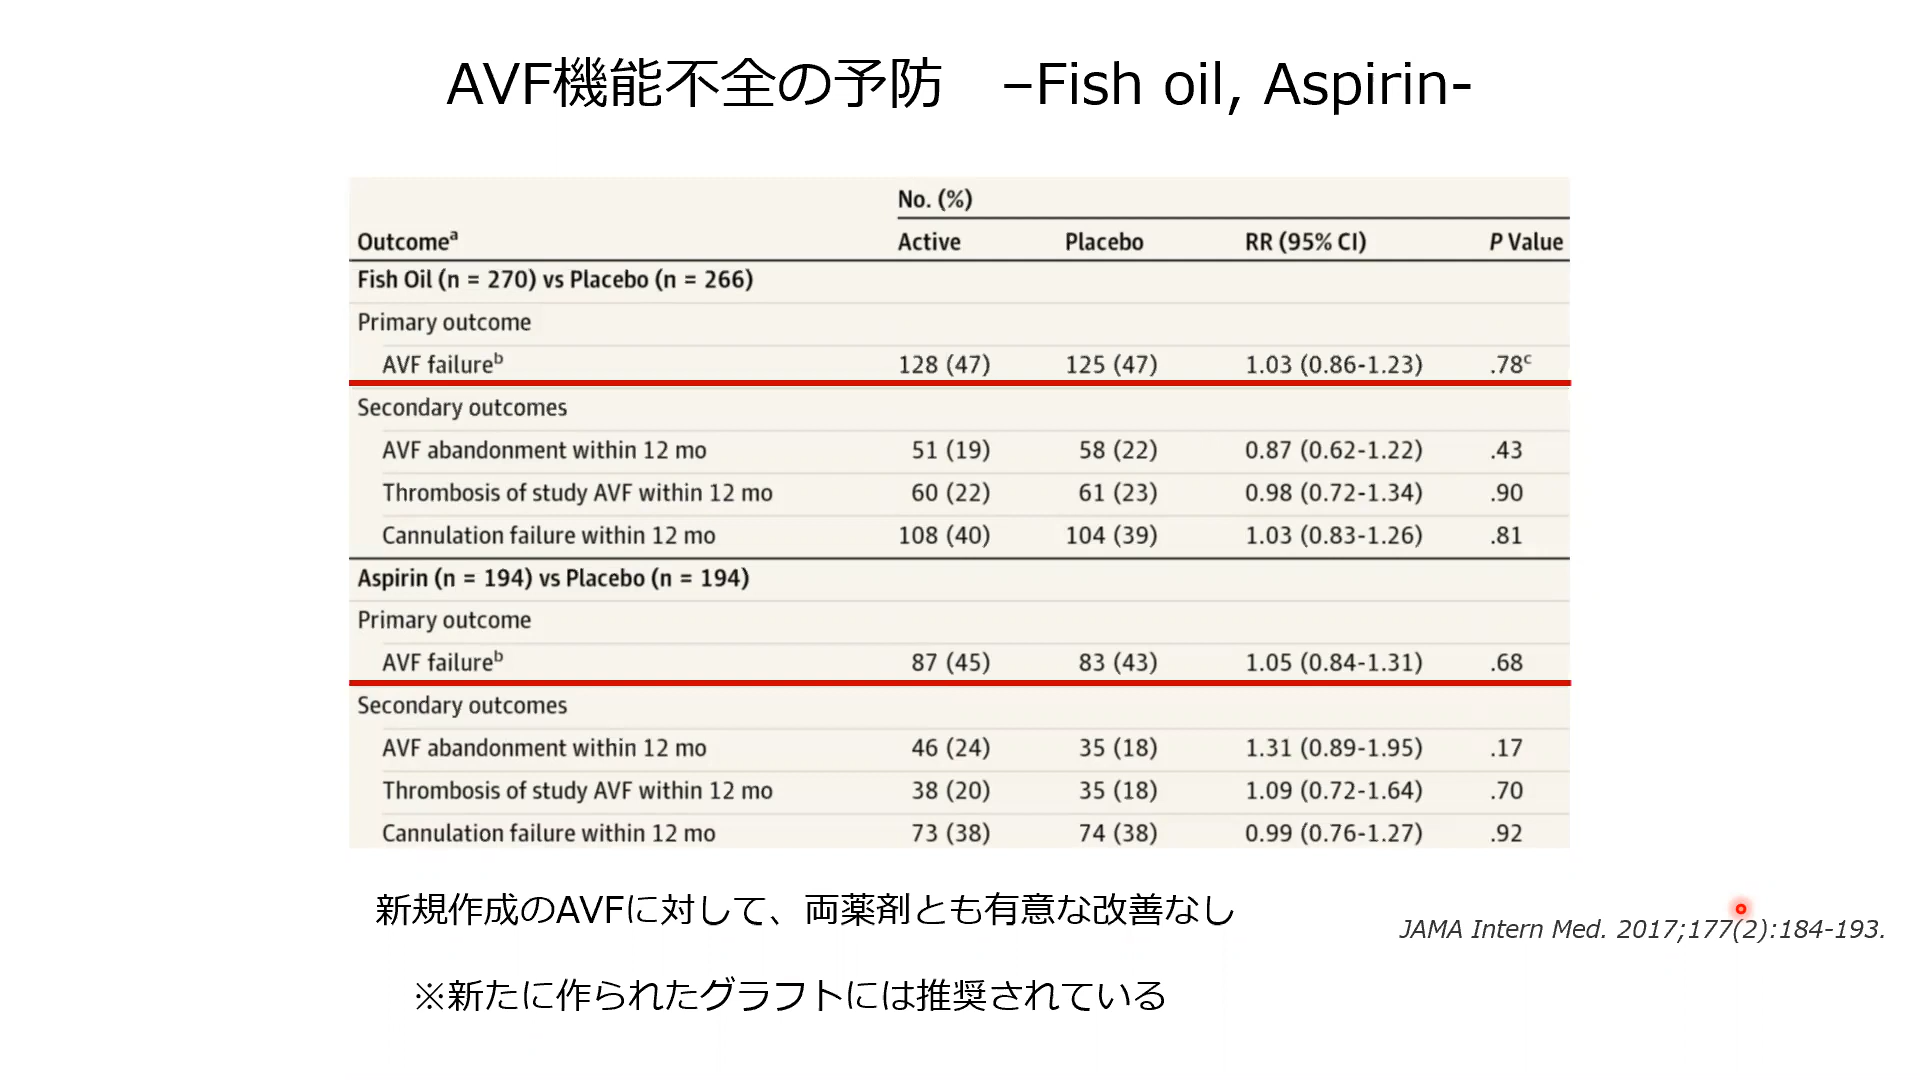 AVF機能不全の予防　–Fish oil, Aspirin-
No. (%)
Outcomeᵃ Active Placebo RR (95% CI) P Value
Fish Oil (n = 270) vs Placebo (n = 266)
Primary outcome
AVF failureᵇ 128 (47) 125 (47) 1.03 (0.86-1.23) .78ᶜ
Secondary outcomes
AVF abandonment within 12 mo 51 (19) 58 (22) 0.87 (0.62-1.22) .43
Thrombosis of study AVF within 12 mo 60 (22) 61 (23) 0.98 (0.72-1.34) .90
Cannulation failure within 12 mo 108 (40) 104 (39) 1.03 (0.83-1.26) .81
Aspirin (n = 194) vs Placebo (n = 194)
Primary outcome
AVF failureᵇ 87 (45) 83 (43) 1.05 (0.84-1.31) .68
Secondary outcomes
AVF abandonment within 12 mo 46 (24) 35 (18) 1.31 (0.89-1.95) .17
Thrombosis of study AVF within 12 mo 38 (20) 35 (18) 1.09 (0.72-1.64) .70
Cannulation failure within 12 mo 73 (38) 74 (38) 0.99 (0.76-1.27) .92
新規作成のAVFに対して、両薬剤とも有意な改善なし
JAMA Intern Med. 2017;177(2):184-193.
※新たに作られたグラフトには推奨されている